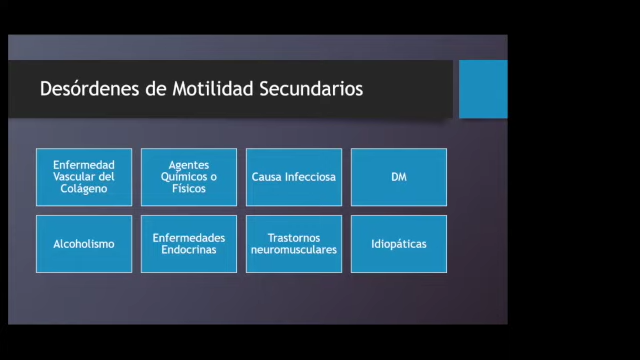 Desórdenes de Motilidad Secundarios
Enfermedad
Vascular del
Colágeno
Agentes
Químicos o
Físicos
Causa Infecciosa
DM
Alcoholismo
Enfermedades
Endocrinas
Trastornos
neuromusculares
Idiopáticas